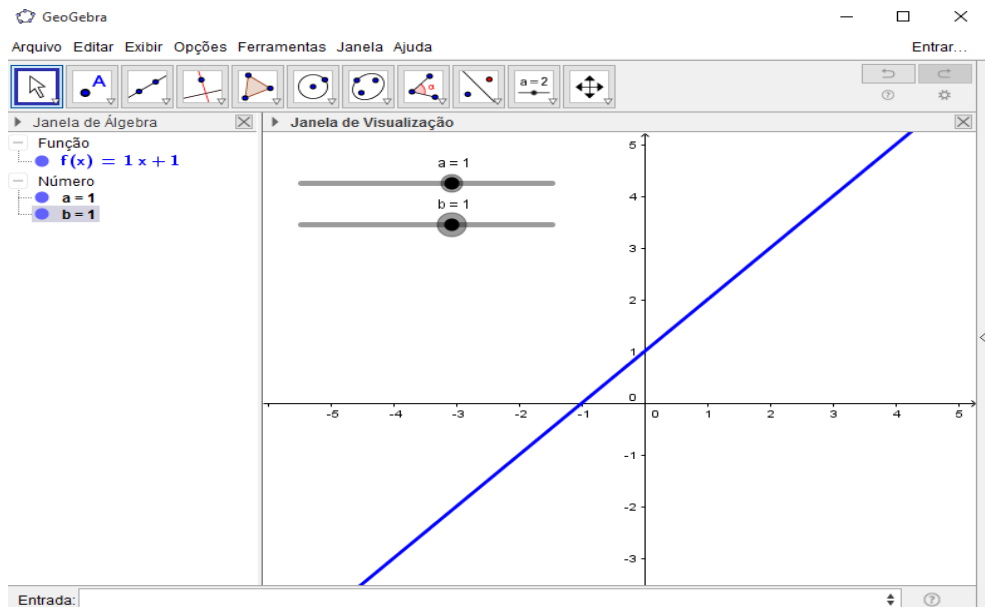 GeoGebra
Arquivo Editar Exibir Opções Ferramentas Janela Ajuda
Entrar...
A
α
a = 2
Janela de Álgebra
Janela de Visualização
Função
f(x) = 1 x + 1
Número
a = 1
b = 1
a = 1
b = 1
5
4
3
2
1
0
-5 -4 -3 -2 -1 0 1 2 3 4 5
-1
-2
-3
Entrada: